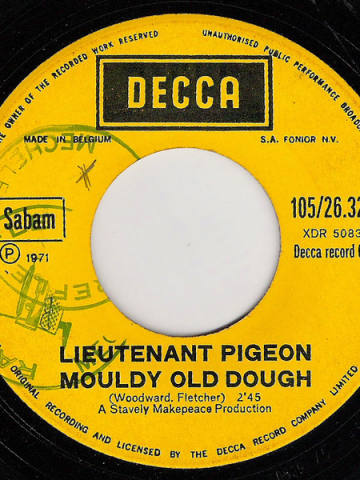 THE OWNER OF THE RECORDED WORK RESERVED
UNAUTHORISED PUBLIC PERFORMANCE BROADC
DECCA
MADE IN BELGIUM
S.A. FONIOR N.V.
Sabam
105/26.32
XDR 5083
P 1971
Decca record
LIEUTENANT PIGEON
MOULDY OLD DOUGH
(Woodward. Fletcher) 2'45
A Stavely Makepeace Production
ORIGINAL RECORDING AND LICENSED BY THE DECCA RECORD COMPANY LIMITED